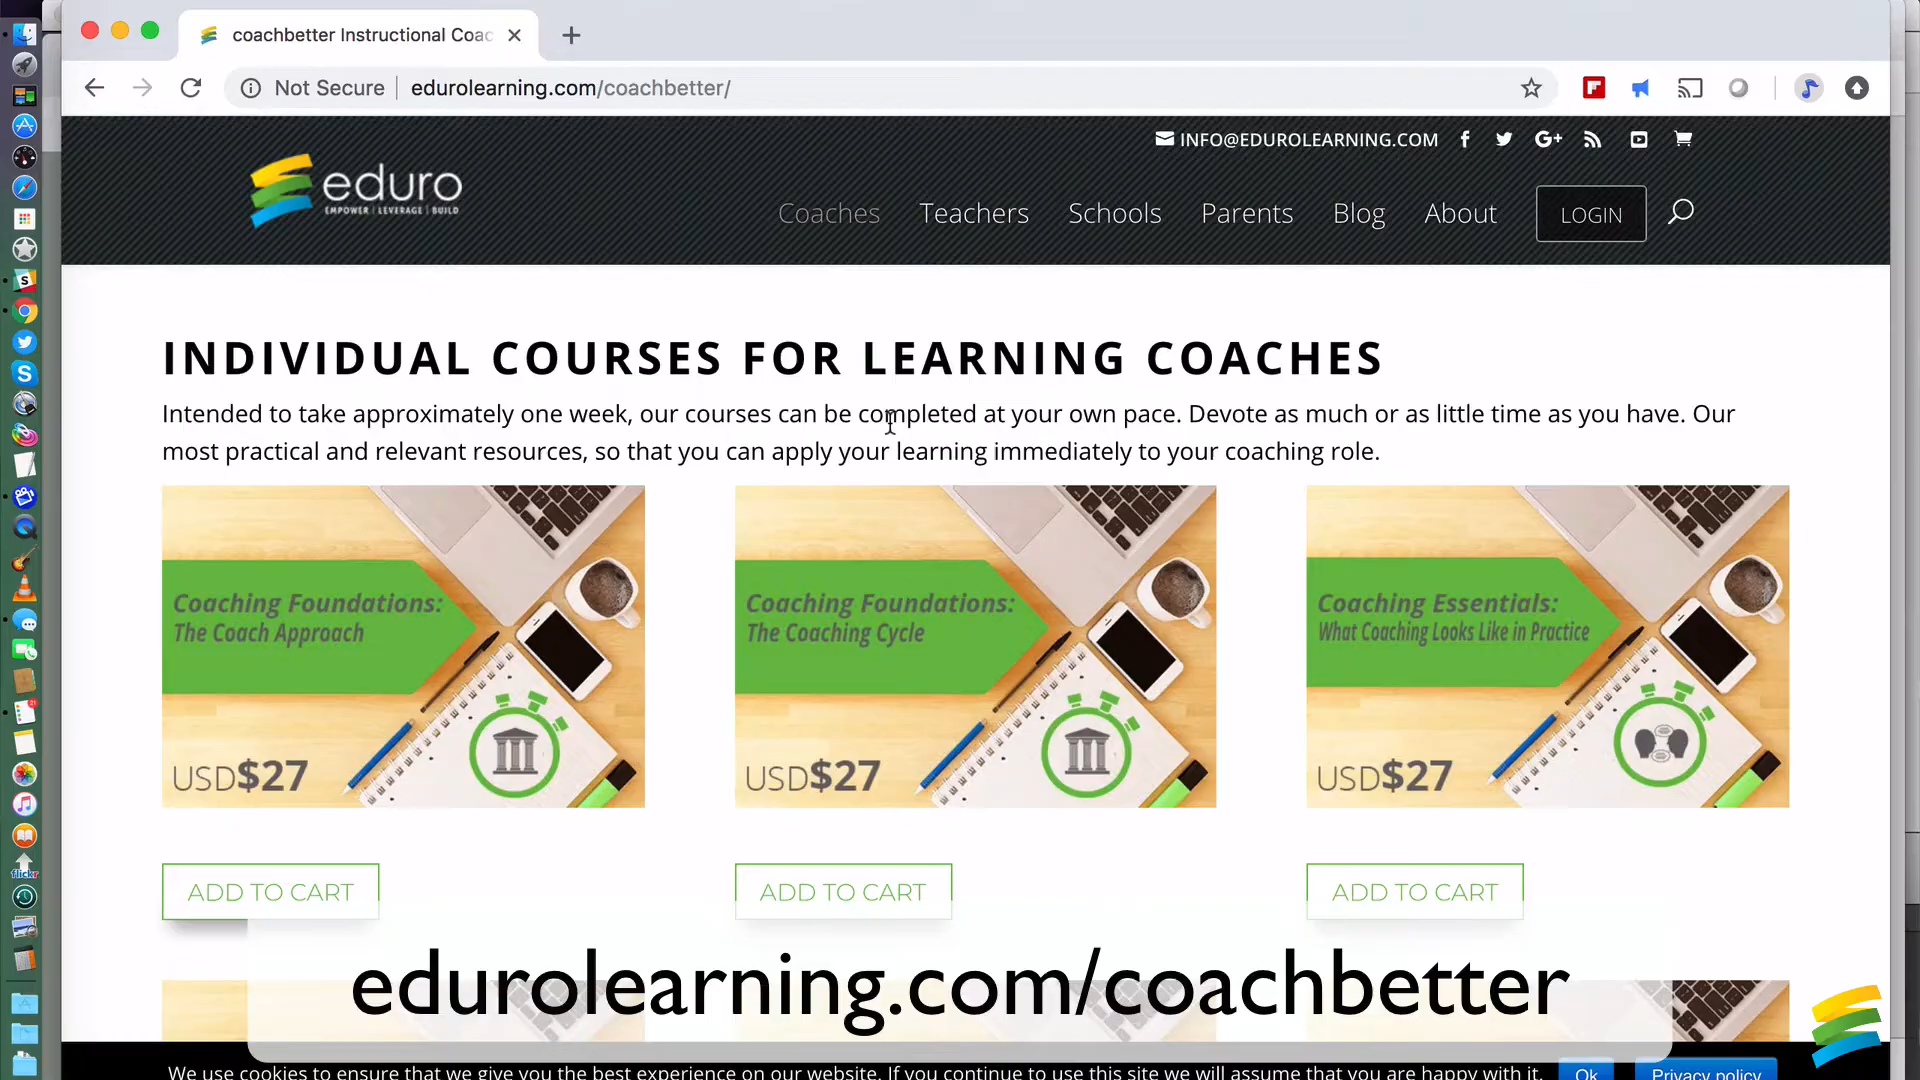 coachbetter Instructional Coac
Not Secure
edurolearning.com/coachbetter/
INFO@EDUROLEARNING.COM
G+
eduro
EMPOWER | LEVERAGE | BUILD
Coaches
Teachers
Schools
Parents
Blog
About
LOGIN
INDIVIDUAL COURSES FOR LEARNING COACHES
Intended to take approximately one week, our courses can be completed at your own pace. Devote as much or as little time as you have. Our
most practical and relevant resources, so that you can apply your learning immediately to your coaching role.
Coaching Foundations:
The Coach Approach
USD$27
Coaching Foundations:
The Coaching Cycle
USD$27
Coaching Essentials:
What Coaching Looks Like in Practice
USD$27
ADD TO CART
ADD TO CART
ADD TO CART
edurolearning.com/coachbetter
flickr
We use cookies to ensure that we give you the best experience on our website. If you continue to use this site we will assume that you are happy with it.
Ok
Privacy policy